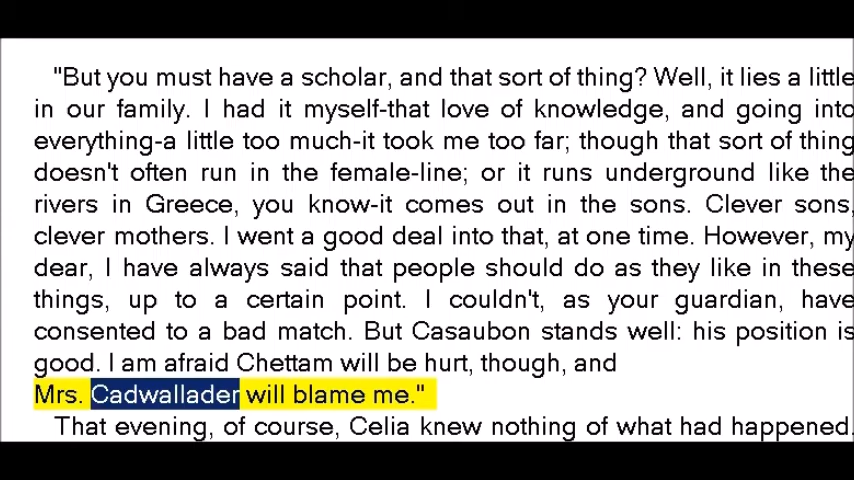 "But you must have a scholar, and that sort of thing? Well, it lies a little
in our family. I had it myself-that love of knowledge, and going into
everything-a little too much-it took me too far; though that sort of thing
doesn't often run in the female-line; or it runs underground like the
rivers in Greece, you know-it comes out in the sons. Clever sons,
clever mothers. I went a good deal into that, at one time. However, my
dear, I have always said that people should do as they like in these
things, up to a certain point. I couldn't, as your guardian, have
consented to a bad match. But Casaubon stands well: his position is
good. I am afraid Chettam will be hurt, though, and
Mrs. Cadwallader will blame me."
That evening, of course, Celia knew nothing of what had happened.